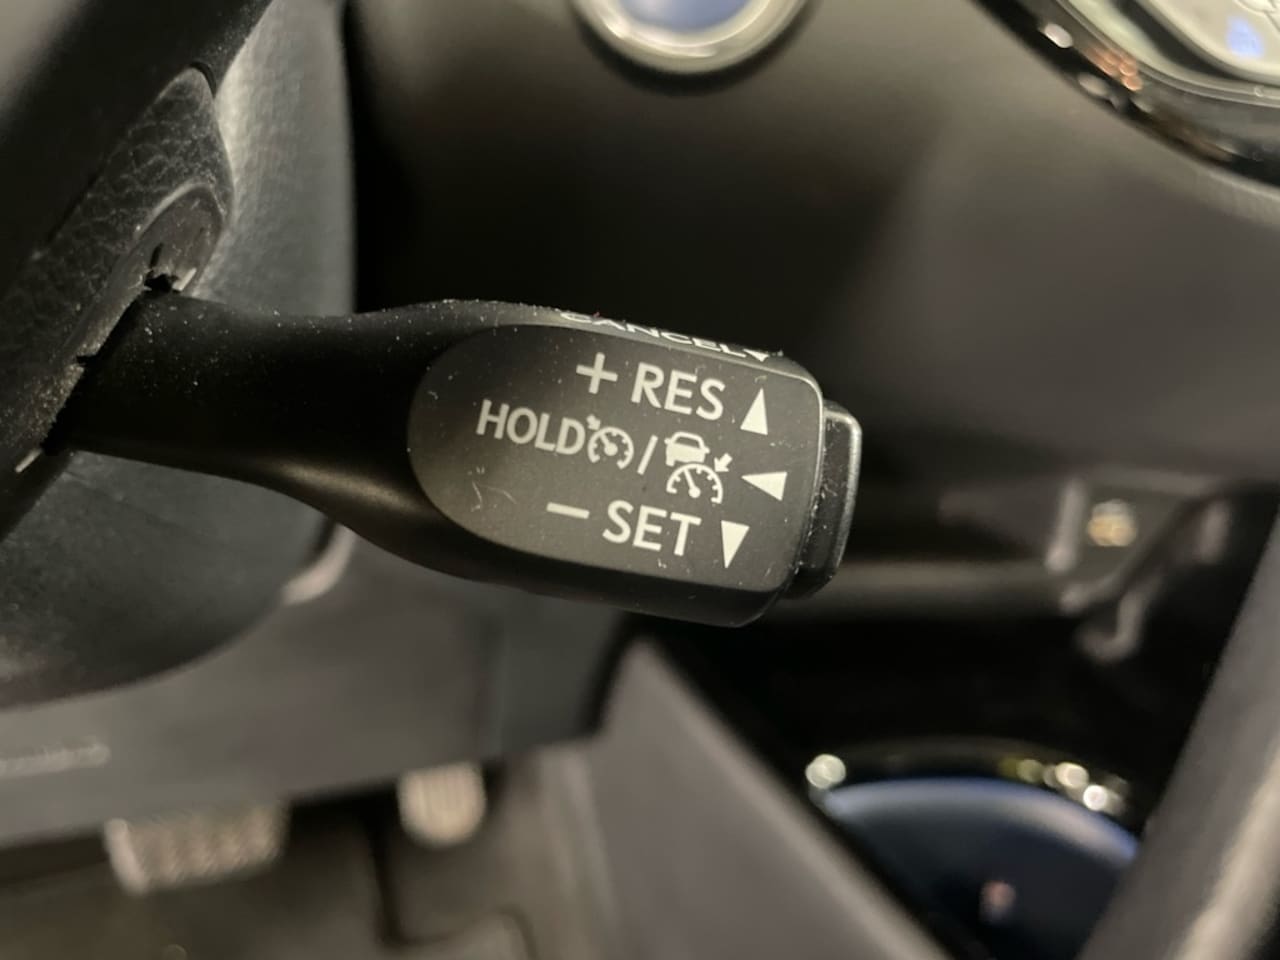 CANCEL▼
+ RES ▲
HOLD / ◀
− SET ▼